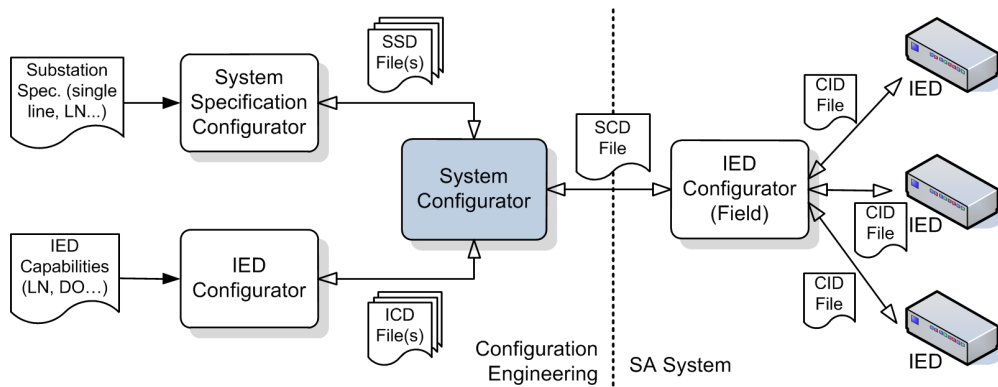 Substation
Spec. (single
line, LN...)
System
Specification
Configurator
SSD
File(s)
System
Configurator
IED
Capabilities
(LN, DO…)
IED
Configurator
ICD
File(s)
Configuration
Engineering
SCD
File
SA System
IED
Configurator
(Field)
CID
File
IED
CID
File
IED
CID
File
IED